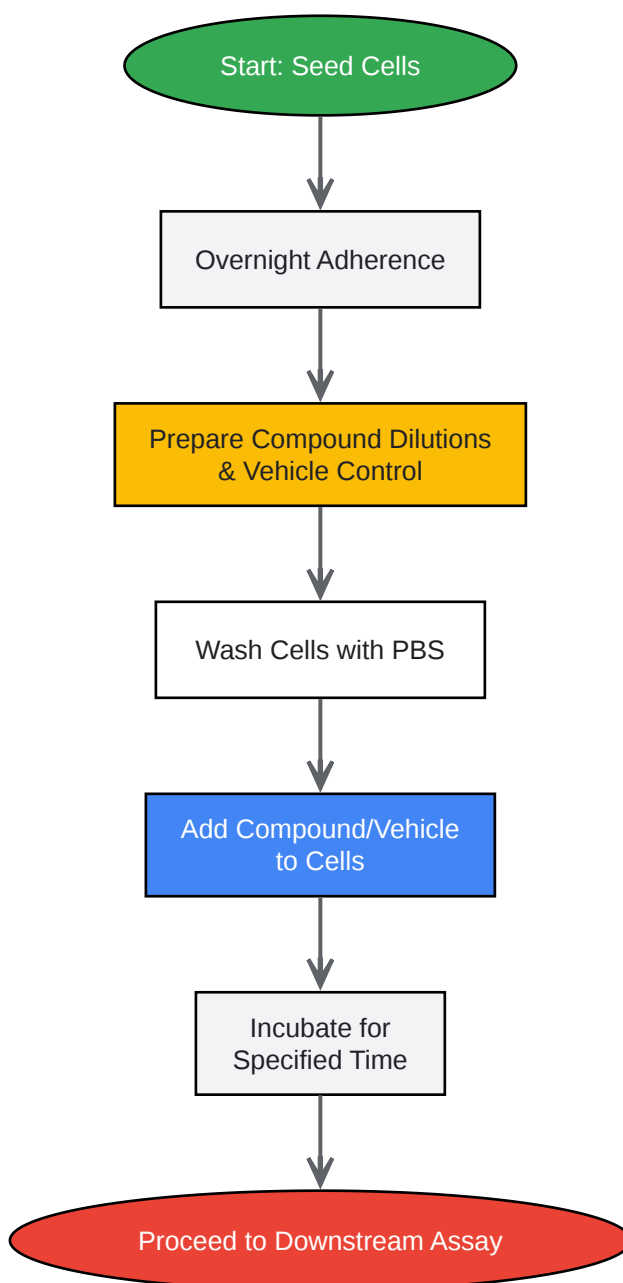 Start: Seed Cells
Overnight Adherence
Prepare Compound Dilutions
& Vehicle Control
Wash Cells with PBS
Add Compound/Vehicle
to Cells
Incubate for
Specified Time
Proceed to Downstream Assay